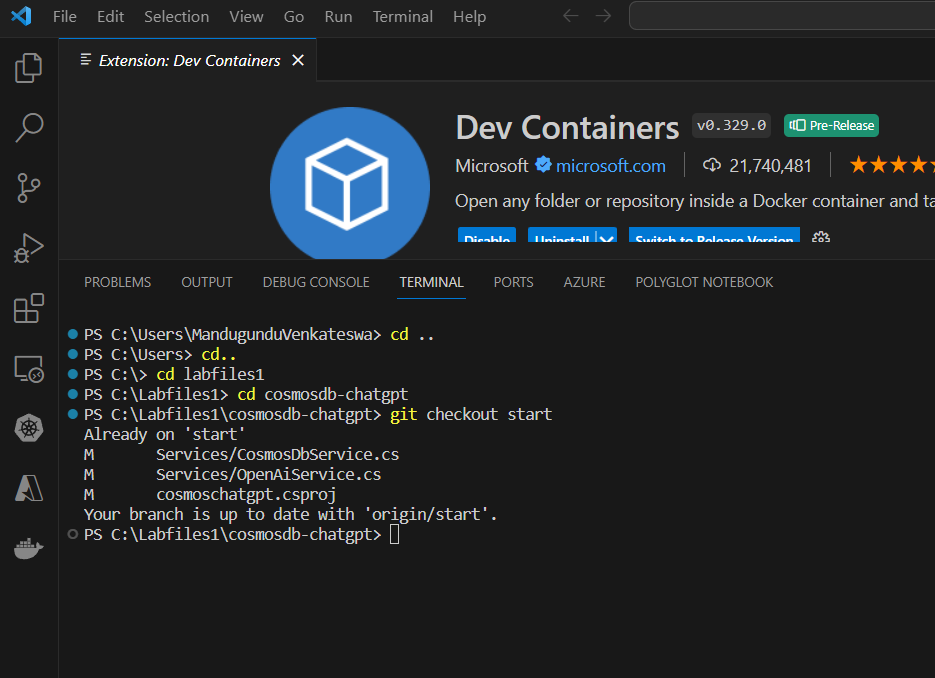 File Edit Selection View Go Run Terminal Help
Extension: Dev Containers
Dev Containers v0.329.0 Pre-Release
Microsoft microsoft.com 21,740,481
Open any folder or repository inside a Docker container and ta
Disable Uninstall Switch to Release Version
PROBLEMS OUTPUT DEBUG CONSOLE TERMINAL PORTS AZURE POLYGLOT NOTEBOOK
PS C:\Users\MandugunduVenkateswa> cd ..
PS C:\Users> cd..
PS C:\> cd labfiles1
PS C:\Labfiles1> cd cosmosdb-chatgpt
PS C:\Labfiles1\cosmosdb-chatgpt> git checkout start
Already on 'start'
M       Services/CosmosDbService.cs
M       Services/OpenAiService.cs
M       cosmoschatgpt.csproj
Your branch is up to date with 'origin/start'.
PS C:\Labfiles1\cosmosdb-chatgpt>